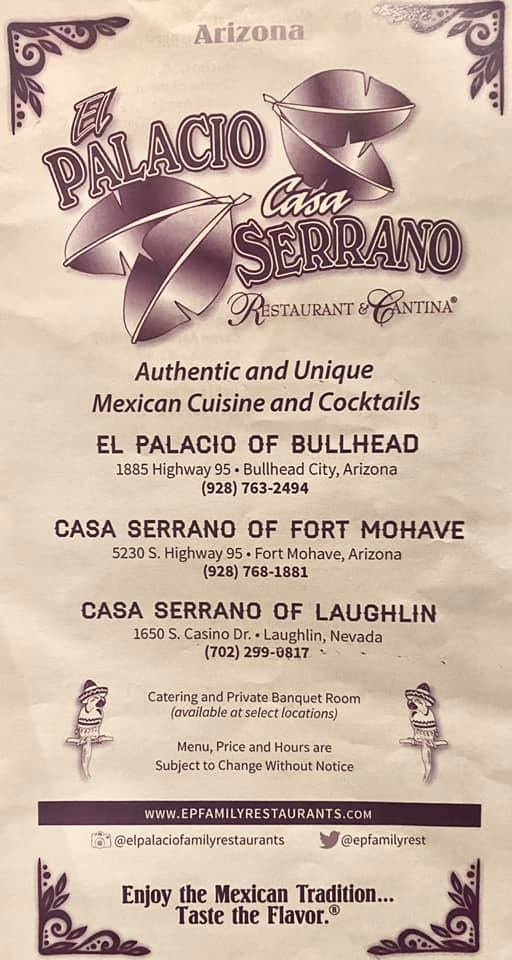 Arizona
El
PALACIO
Casa
SERRANO
RESTAURANT & CANTINA®
Authentic and Unique
Mexican Cuisine and Cocktails
EL PALACIO OF BULLHEAD
1885 Highway 95 • Bullhead City, Arizona
(928) 763-2494
CASA SERRANO OF FORT MOHAVE
5230 S. Highway 95 • Fort Mohave, Arizona
(928) 768-1881
CASA SERRANO OF LAUGHLIN
1650 S. Casino Dr. • Laughlin, Nevada
(702) 299-0817
Catering and Private Banquet Room
(available at select locations)
Menu, Price and Hours are
Subject to Change Without Notice
WWW.EPFAMILYRESTAURANTS.COM
@elpalaciofamilyrestaurants @epfamilyrest
Enjoy the Mexican Tradition...
Taste the Flavor.®